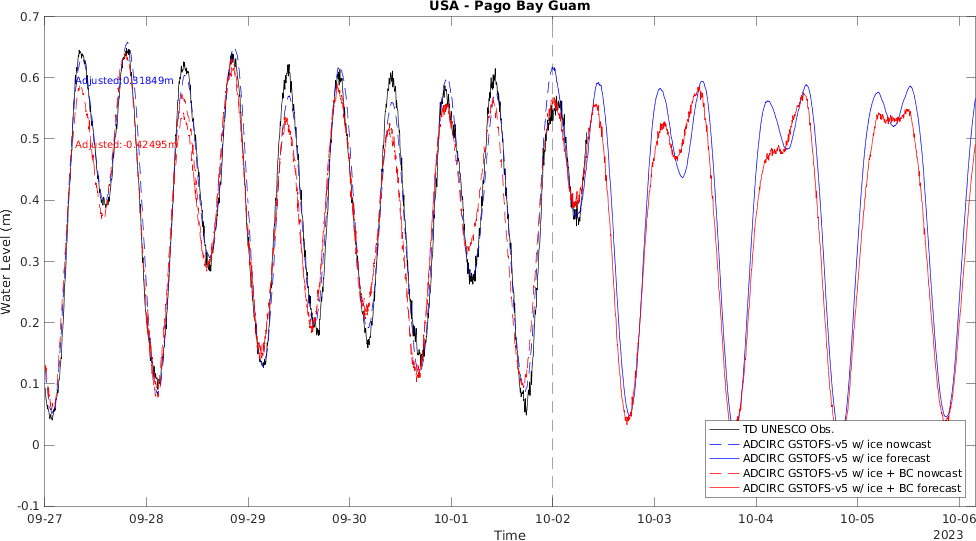 USA - Pago Bay Guam
0.7
0.6
0.5
0.4
0.3
0.2
0.1
0
-0.1
Water Level (m)
Adjusted:0.31849m
Adjusted:-0.42495m
TD UNESCO Obs.
ADCIRC GSTOFS-v5 w/ ice nowcast
ADCIRC GSTOFS-v5 w/ ice forecast
ADCIRC GSTOFS-v5 w/ ice + BC nowcast
ADCIRC GSTOFS-v5 w/ ice + BC forecast
09-27 09-28 09-29 09-30 10-01 10-02 10-03 10-04 10-05 10-06
Time
2023